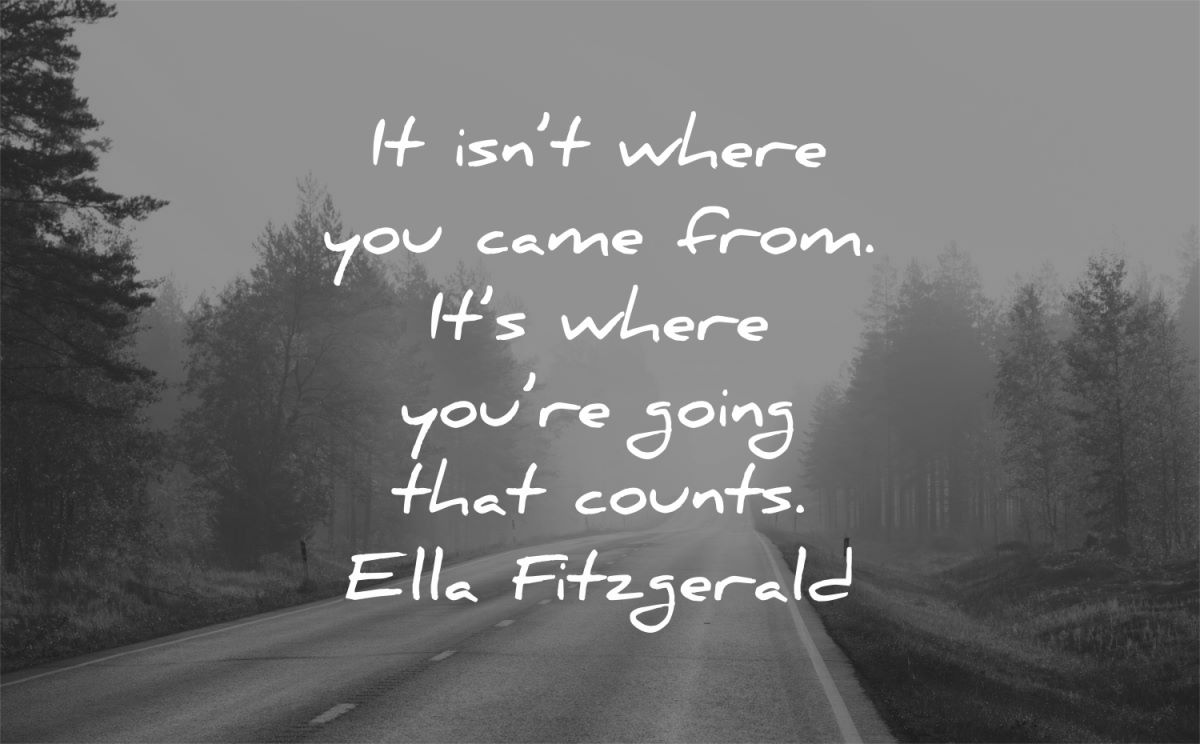 It isn't where
you came from.
It's where
you're going
that counts.
Ella Fitzgerald